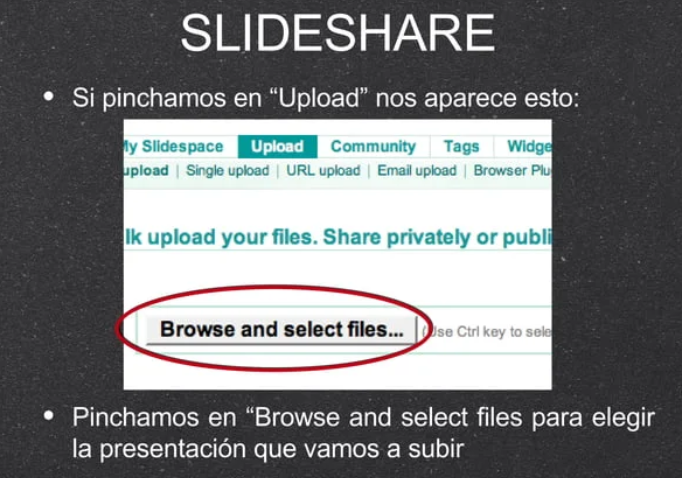 SLIDESHARE
• Si pinchamos en “Upload” nos aparece esto:
My Slidespace Upload Community Tags Widge
upload | Single upload | URL upload | Email upload | Browser Plu
lk upload your files. Share privately or publi
Browse and select files... (Use Ctrl key to sele
• Pinchamos en “Browse and select files para elegir
la presentación que vamos a subir